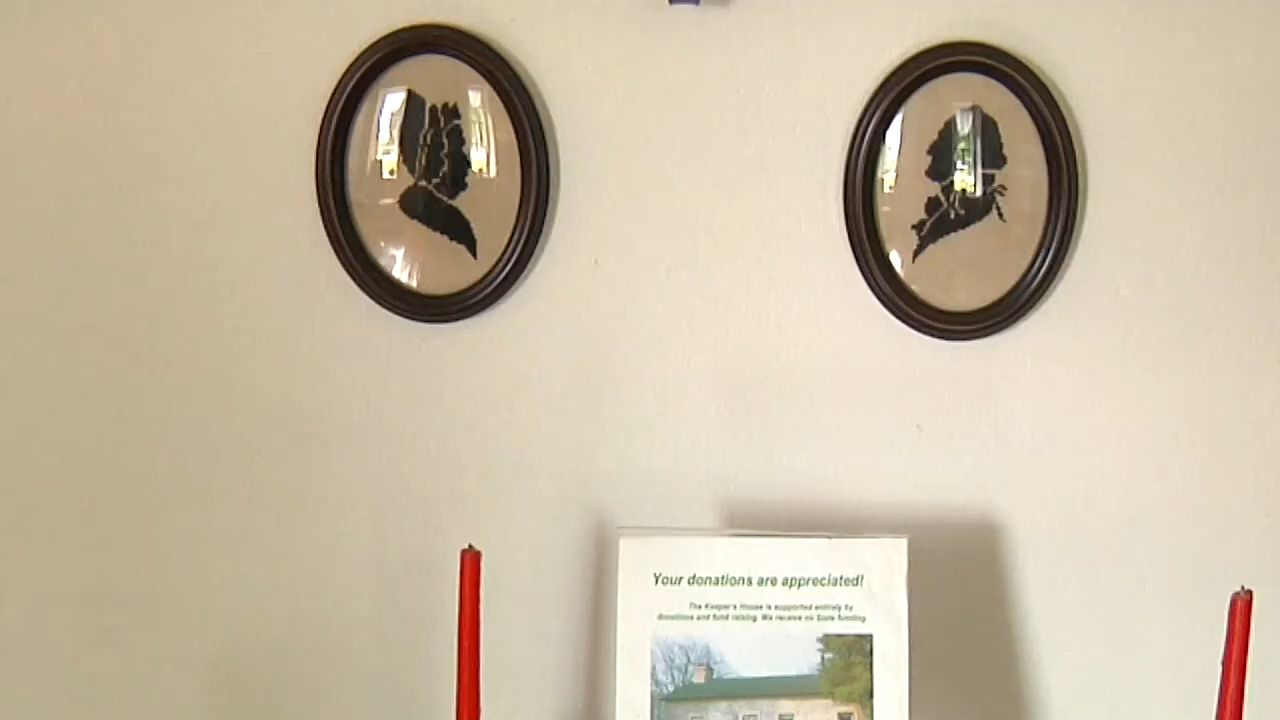 Your donations are appreciated!
The Keeper's House is supported entirely by
donations and fund raising. We receive no State funding